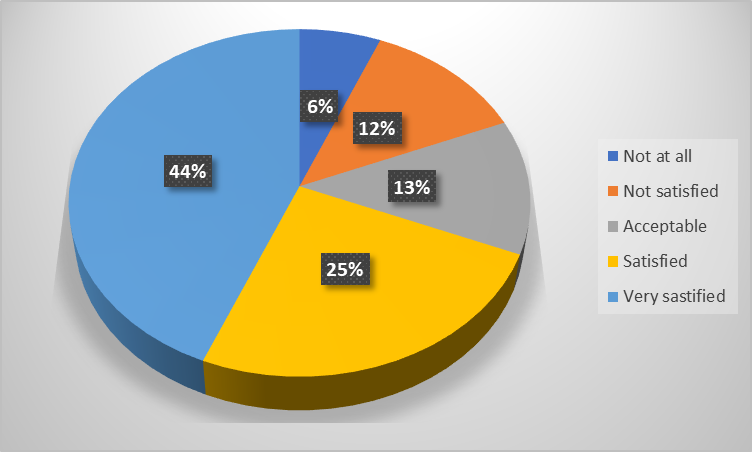 6%
12%
44%
13%
25%
Not at all
Not satisfied
Acceptable
Satisfied
Very sastified